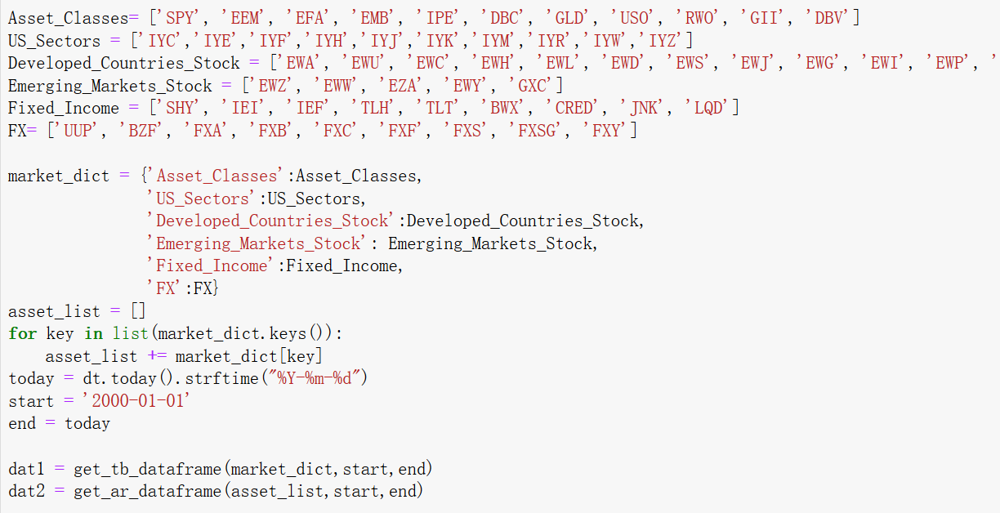 Asset_Classes= ['SPY', 'EEM', 'EFA', 'EMB', 'IPE', 'DBC', 'GLD', 'USO', 'RWO', 'GII', 'DBV']
US_Sectors = ['IYC','IYE','IYF','IYH','IYJ','IYK','IYM','IYR','IYW','IYZ']
Developed_Countries_Stock = ['EWA', 'EWU', 'EWC', 'EWH', 'EWL', 'EWD', 'EWS', 'EWJ', 'EWG', 'EWI', 'EWP', '
Emerging_Markets_Stock = ['EWZ', 'EWW', 'EZA', 'EWY', 'GXC']
Fixed_Income = ['SHY', 'IEI', 'IEF', 'TLH', 'TLT', 'BWX', 'CRED', 'JNK', 'LQD']
FX= ['UUP', 'BZF', 'FXA', 'FXB', 'FXC', 'FXF', 'FXS', 'FXSG', 'FXY']
market_dict = {'Asset_Classes':Asset_Classes,
'US_Sectors':US_Sectors,
'Developed_Countries_Stock':Developed_Countries_Stock,
'Emerging_Markets_Stock': Emerging_Markets_Stock,
'Fixed_Income':Fixed_Income,
'FX':FX}
asset_list = []
for key in list(market_dict.keys()):
asset_list += market_dict[key]
today = dt.today().strftime("%Y-%m-%d")
start = '2000-01-01'
end = today
dat1 = get_tb_dataframe(market_dict,start,end)
dat2 = get_ar_dataframe(asset_list,start,end)